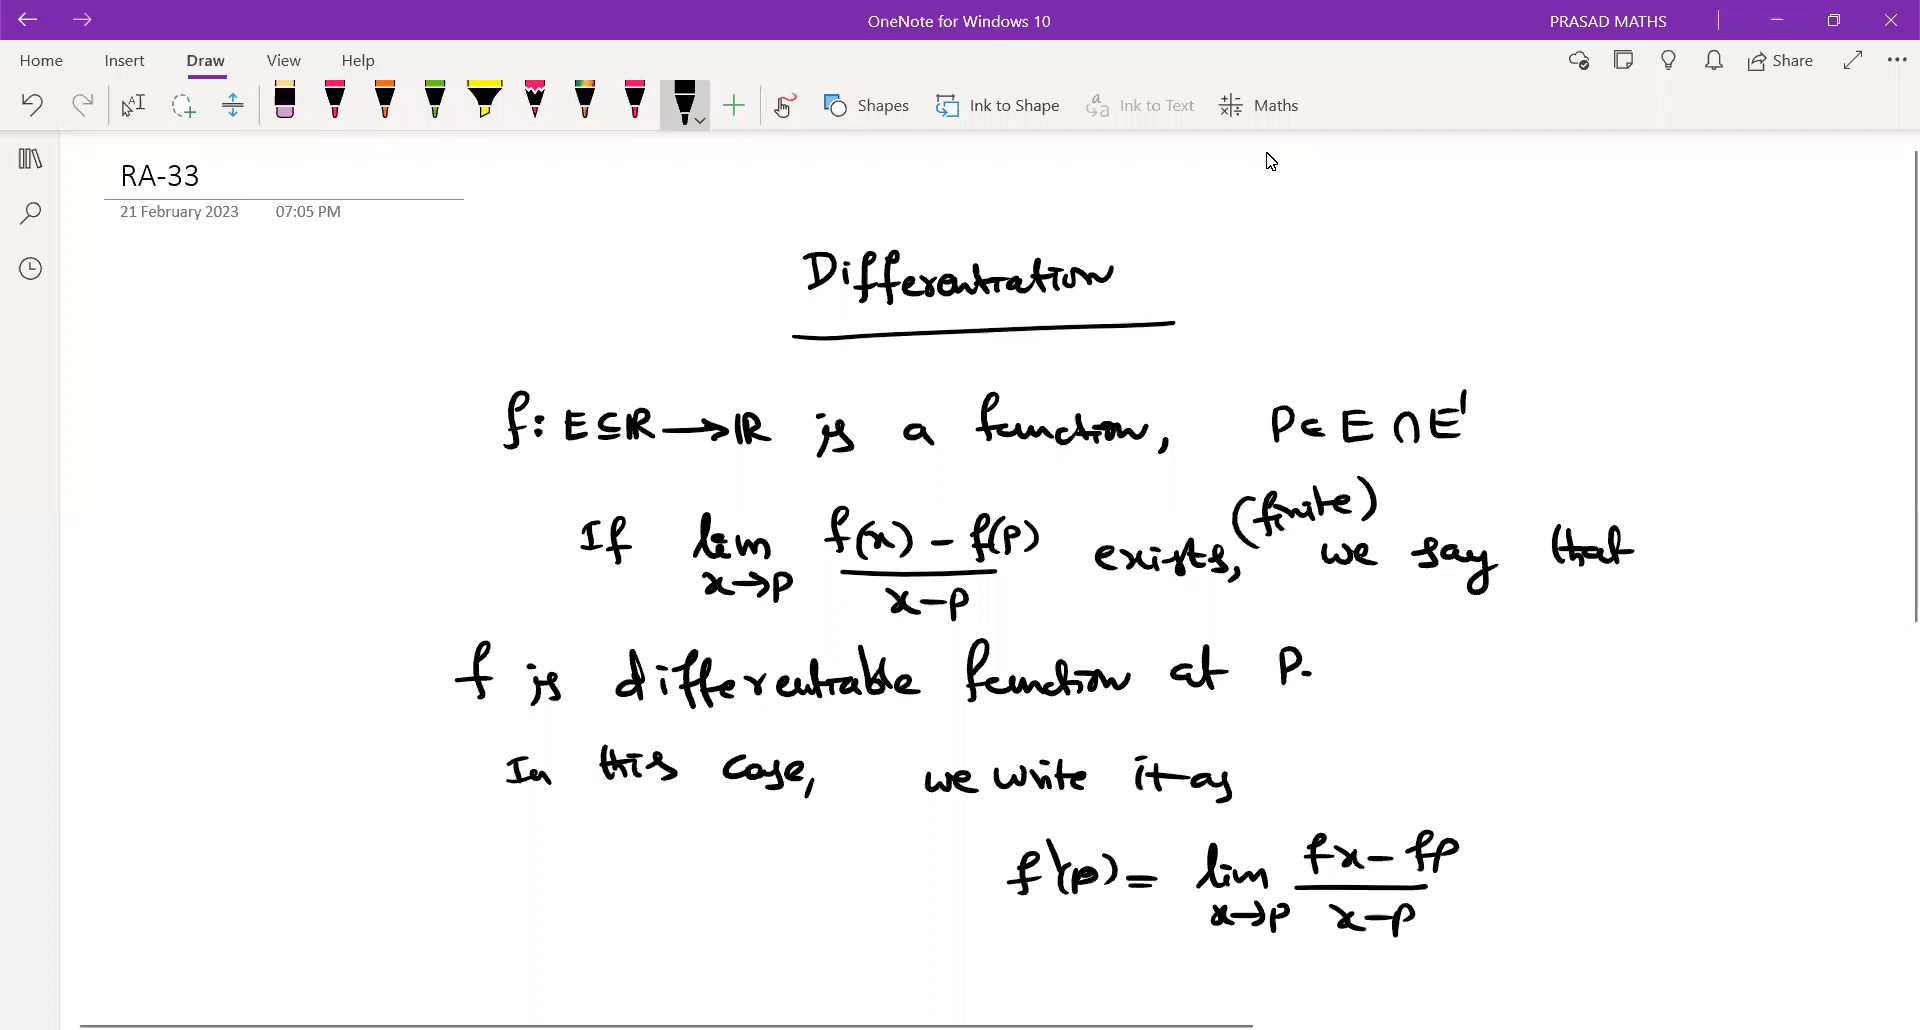 OneNote for Windows 10
PRASAD MATHS
Home Insert Draw View Help
Share
Shapes Ink to Shape Ink to Text Maths
RA-33
21 February 2023 07:05 PM
Differentiation
f: E⊆ℝ→ℝ is a function, P∈ E ∩ E'
(finite)
If lim x→p f(x) - f(p) / x-p exists, we say that
f is differentiable function at P.
In this case, we write it as
f'(p) = lim x→p fx - fp / x-p